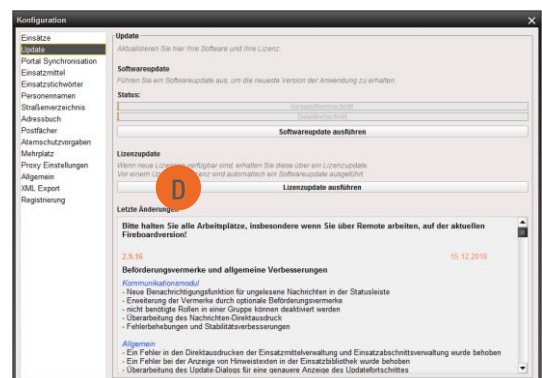 Konfiguration
Einsätze
Update
Portal Synchronisation
Einsatzmittel
Einsatzstichwörter
Personennamen
Straßenverzeichnis
Adressbuch
Postfächer
Atemschutzvorgaben
Mehrplatz
Proxy Einstellungen
Allgemein
XML Export
Registrierung
Update
Aktualisieren Sie hier Ihre Software und Ihre Lizenz.
Softwareupdate
Führen Sie ein Softwareupdate aus, um die neueste Version der Anwendung zu erhalten.
Status:
Gesamtfortschritt
Dateifortschritt
Softwareupdate ausführen
Lizenzupdate
Wenn neue Lizenzen verfügbar sind, erhalten Sie diese über ein Lizenzupdate.
Vor einem wird automatisch ein Softwareupdate ausgeführt.
D
Lizenzupdate ausführen
Letzte Änderungen
Bitte halten Sie alle Arbeitsplätze, insbesondere wenn Sie über Remote arbeiten, auf der aktuellen
Fireboardversion!
2.9.16 15.12.2016
Beförderungsvermerke und allgemeine Verbesserungen
Kommunikationsmodul
- Neue Benachrichtigungsfunktion für ungelesene Nachrichten in der Statusleiste
- Erweiterung der Vermerke durch optionale Beförderungsvermerke
- nicht benötigte Rollen in einer Gruppe können deaktiviert werden
- Überarbeitung des Nachrichten-Direktausdruck
- Fehlerbehebungen und Stabilitätsverbesserungen
Allgemein
- Ein Fehler in den Direktausdrucken der Einsatzmittelverwaltung und Einsatzabschnittsverwaltung wurde behoben
- Ein Fehler bei der Anzeige von Hinweistexten in der Einsatzbibliothek wurde behoben
- Überarbeitung des Update-Dialogs für eine genauere Anzeige des Updatefortschrittes